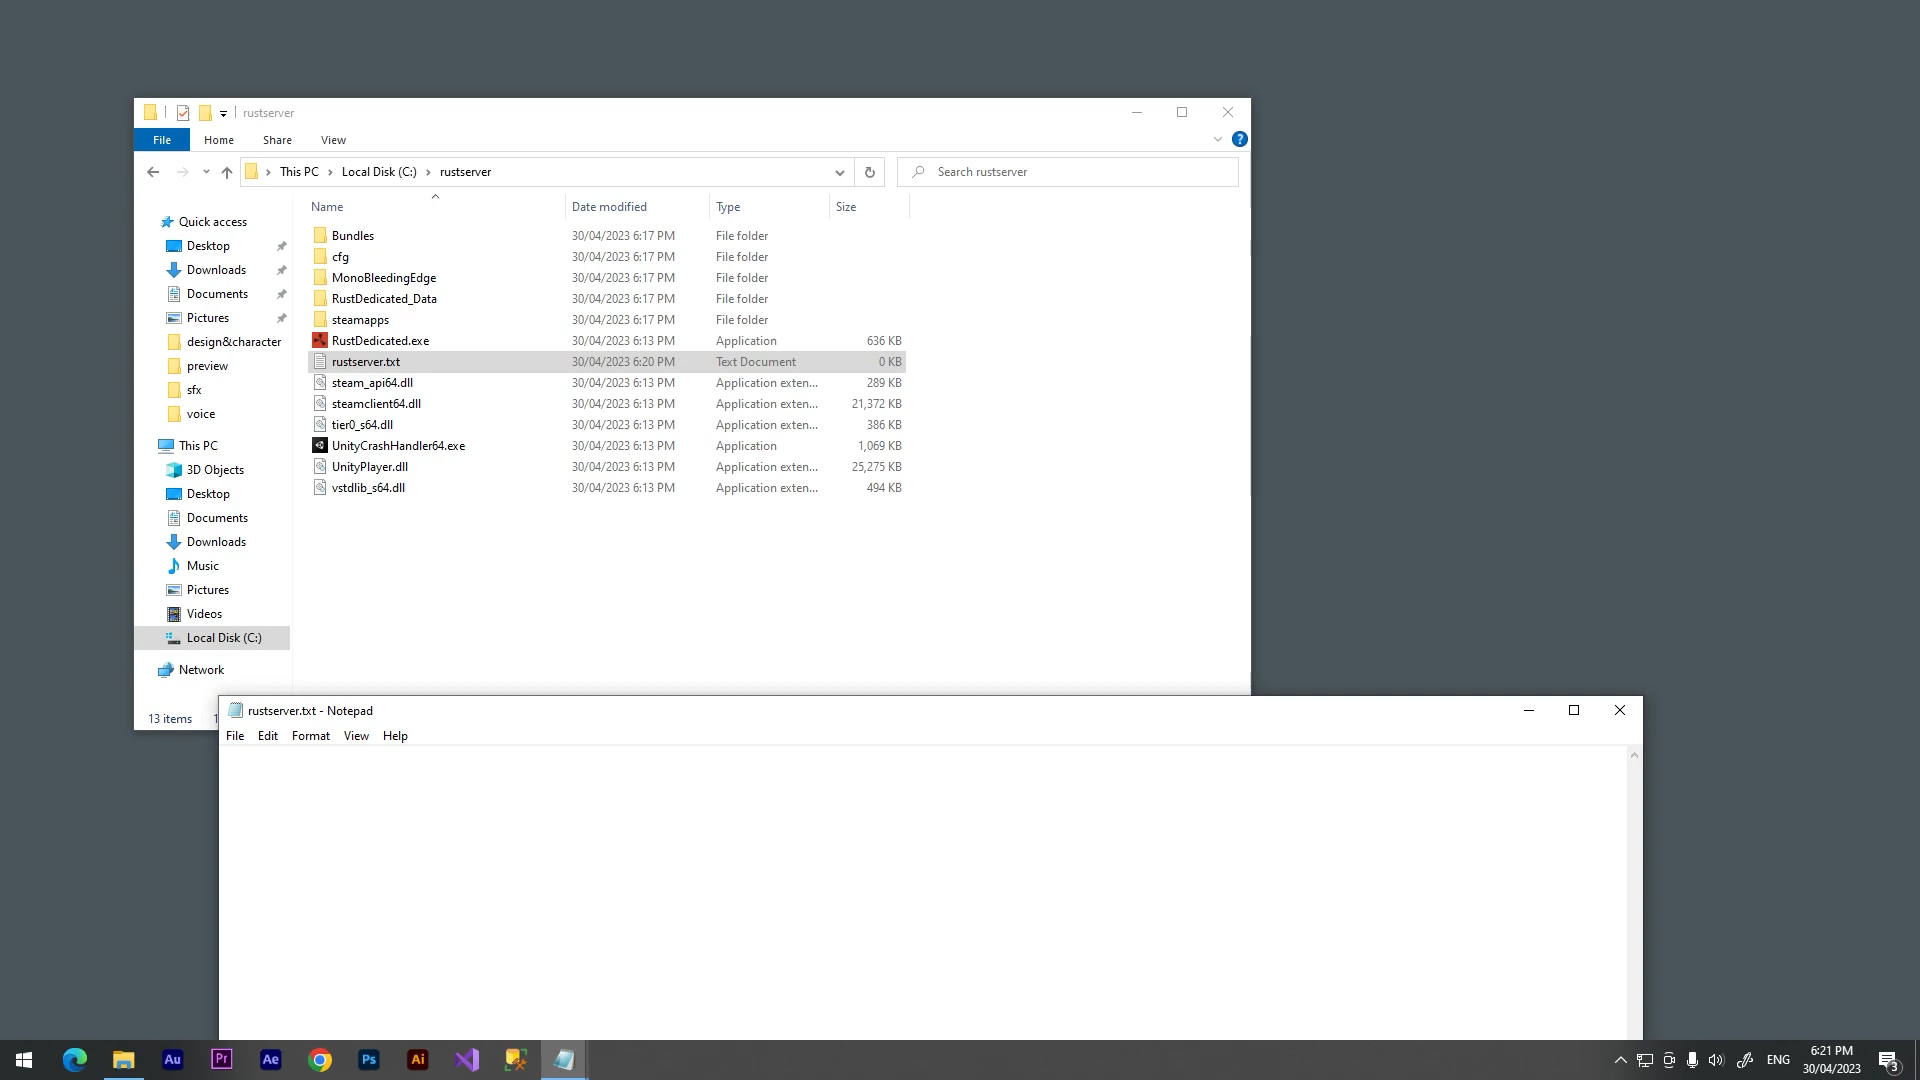 rustserver
File Home Share View
This PC Local Disk (C:) rustserver
Search rustserver
Name Date modified Type Size
Quick access
Desktop
Downloads
Documents
Pictures
design&character
preview
sfx
voice
This PC
3D Objects
Desktop
Documents
Downloads
Music
Pictures
Videos
Local Disk (C:)
Network
Bundles 30/04/2023 6:17 PM File folder
cfg 30/04/2023 6:17 PM File folder
MonoBleedingEdge 30/04/2023 6:17 PM File folder
RustDedicated_Data 30/04/2023 6:17 PM File folder
steamapps 30/04/2023 6:17 PM File folder
RustDedicated.exe 30/04/2023 6:13 PM Application 636 KB
rustserver.txt 30/04/2023 6:20 PM Text Document 0 KB
steam_api64.dll 30/04/2023 6:13 PM Application exten... 289 KB
steamclient64.dll 30/04/2023 6:13 PM Application exten... 21,372 KB
tier0_s64.dll 30/04/2023 6:13 PM Application exten... 386 KB
UnityCrashHandler64.exe 30/04/2023 6:13 PM Application 1,069 KB
UnityPlayer.dll 30/04/2023 6:13 PM Application exten... 25,275 KB
vstdlib_s64.dll 30/04/2023 6:13 PM Application exten... 494 KB
13 items 1
rustserver.txt - Notepad
File Edit Format View Help
Au Pr Ae Ps Ai
ENG
6:21 PM
30/04/2023
3